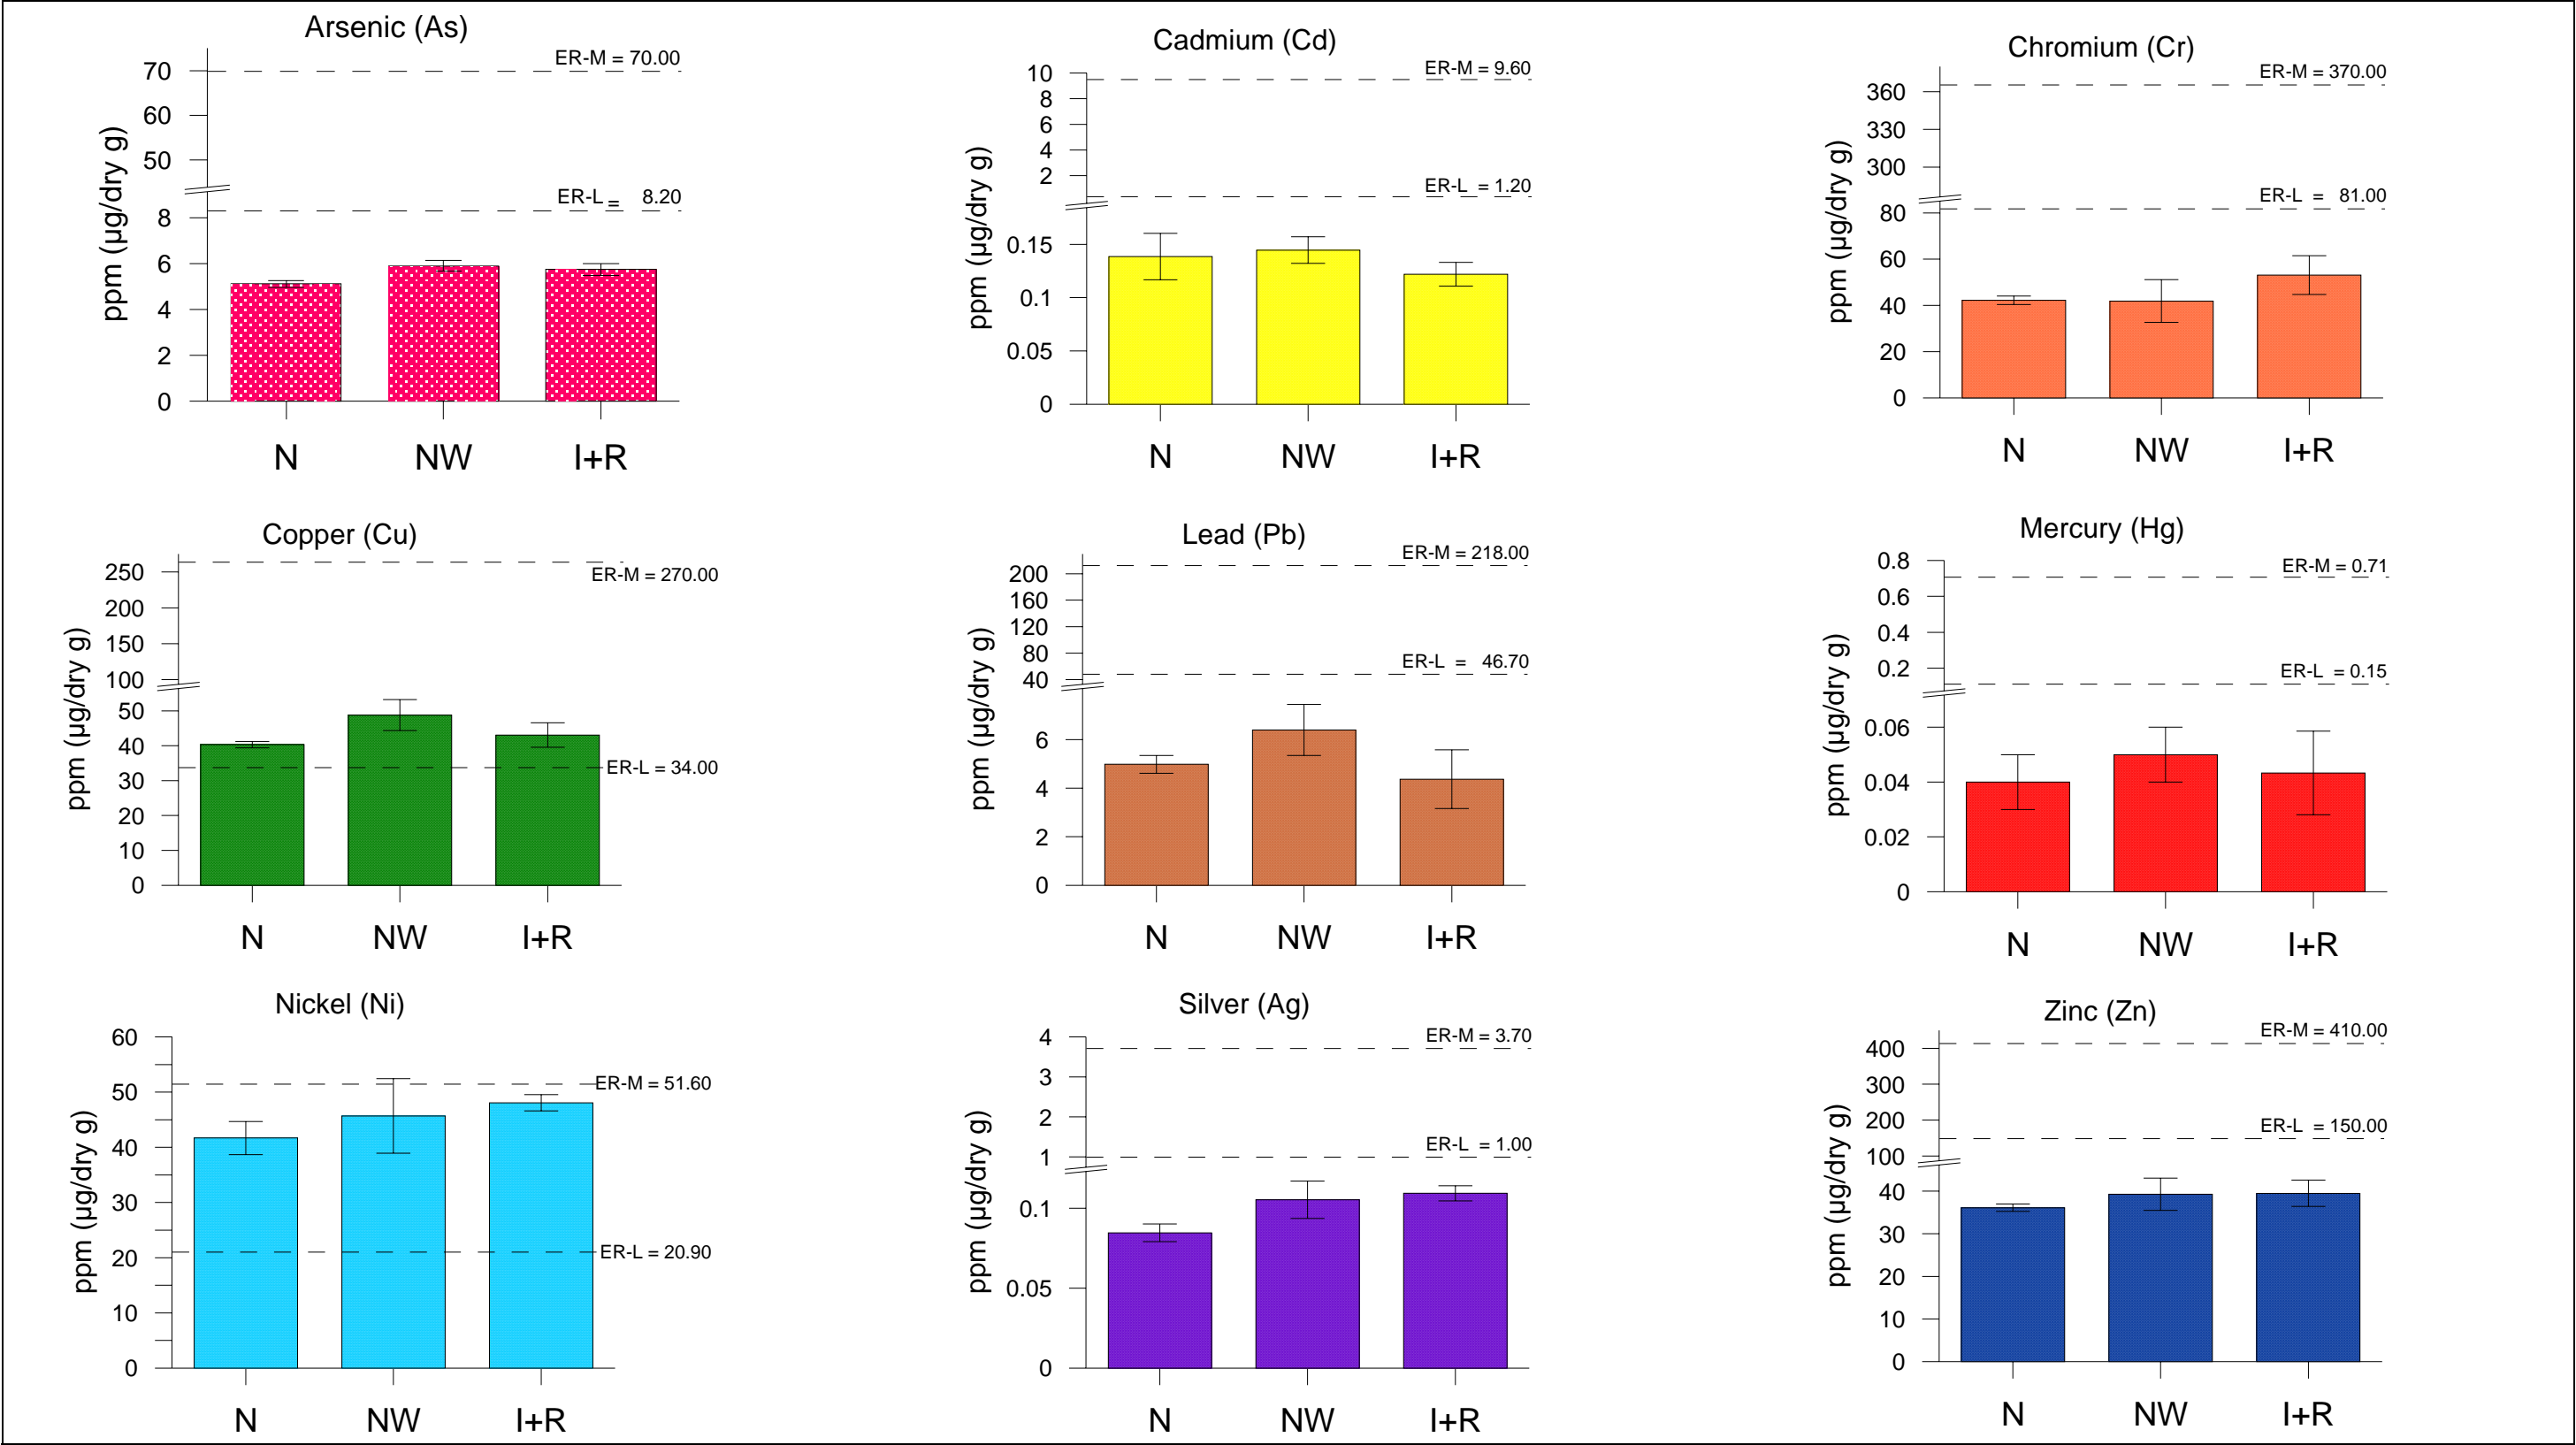 Arsenic (As)
ppm (µg/dry g)
70
60
50
8
6
4
2
0
ER-M = 70.00
ER-L = 8.20
N NW I+R
Cadmium (Cd)
ppm (µg/dry g)
10
8
6
4
2
0.15
0.1
0.05
0
ER-M = 9.60
ER-L = 1.20
N NW I+R
Chromium (Cr)
ppm (µg/dry g)
360
330
300
80
60
40
20
0
ER-M = 370.00
ER-L = 81.00
N NW I+R
Copper (Cu)
ppm (µg/dry g)
250
200
150
100
50
40
30
20
10
0
ER-M = 270.00
ER-L = 34.00
N NW I+R
Lead (Pb)
ppm (µg/dry g)
200
160
120
80
40
6
4
2
0
ER-M = 218.00
ER-L = 46.70
N NW I+R
Mercury (Hg)
ppm (µg/dry g)
0.8
0.6
0.4
0.2
0.06
0.04
0.02
0
ER-M = 0.71
ER-L = 0.15
N NW I+R
Nickel (Ni)
ppm (µg/dry g)
60
50
40
30
20
10
0
ER-M = 51.60
ER-L = 20.90
N NW I+R
Silver (Ag)
ppm (µg/dry g)
4
3
2
1
0.1
0.05
0
ER-M = 3.70
ER-L = 1.00
N NW I+R
Zinc (Zn)
ppm (µg/dry g)
400
300
200
100
40
30
20
10
0
ER-M = 410.00
ER-L = 150.00
N NW I+R